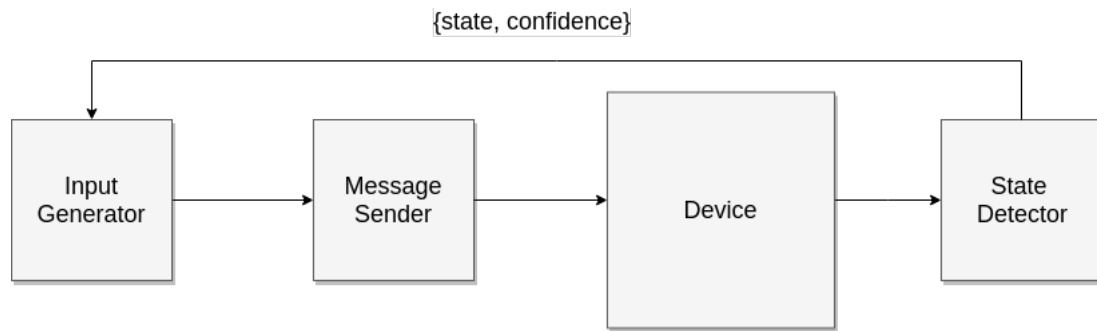 {state, confidence}
Input
Generator
Message
Sender
Device
State
Detector